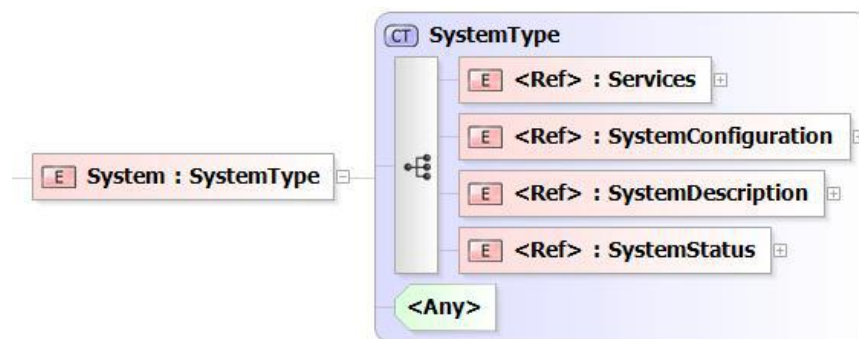 CT SystemType
E <Ref> : Services
E <Ref> : SystemConfiguration
E System : SystemType
E <Ref> : SystemDescription
E <Ref> : SystemStatus
<Any>